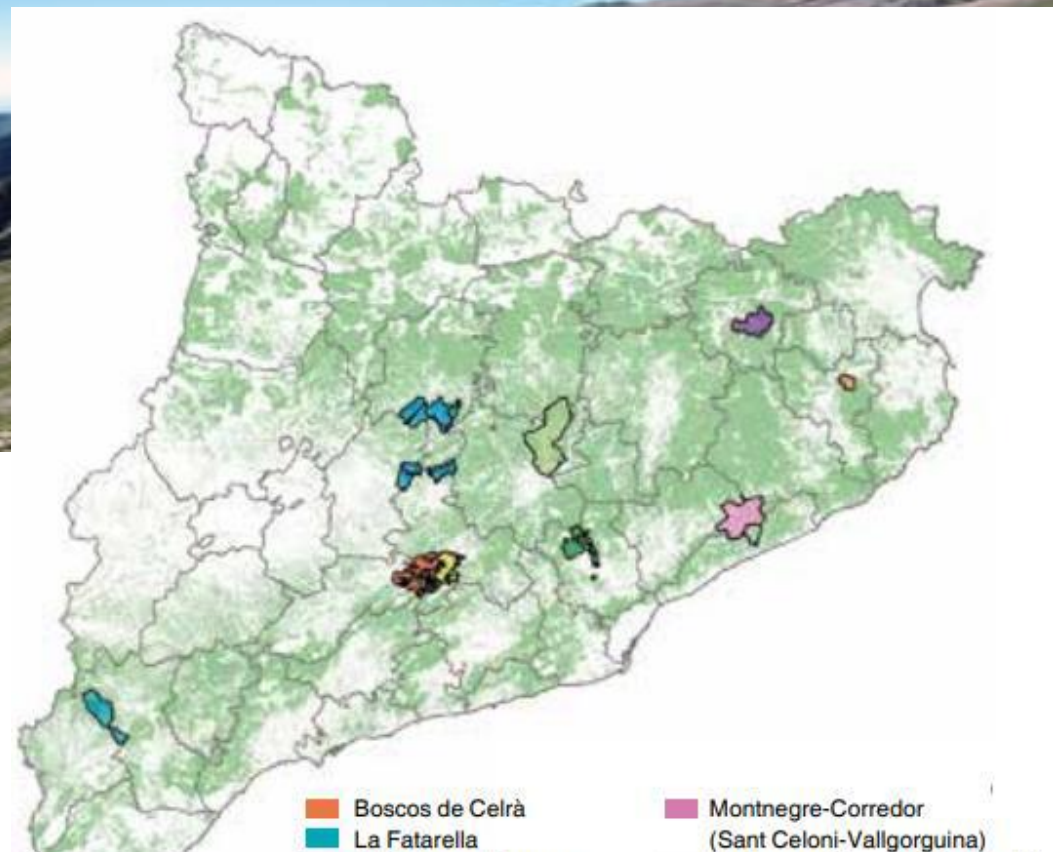 Boscos de Celrà
La Fatarella
Montnegre-Corredor
(Sant Celoni-Vallgorguina)